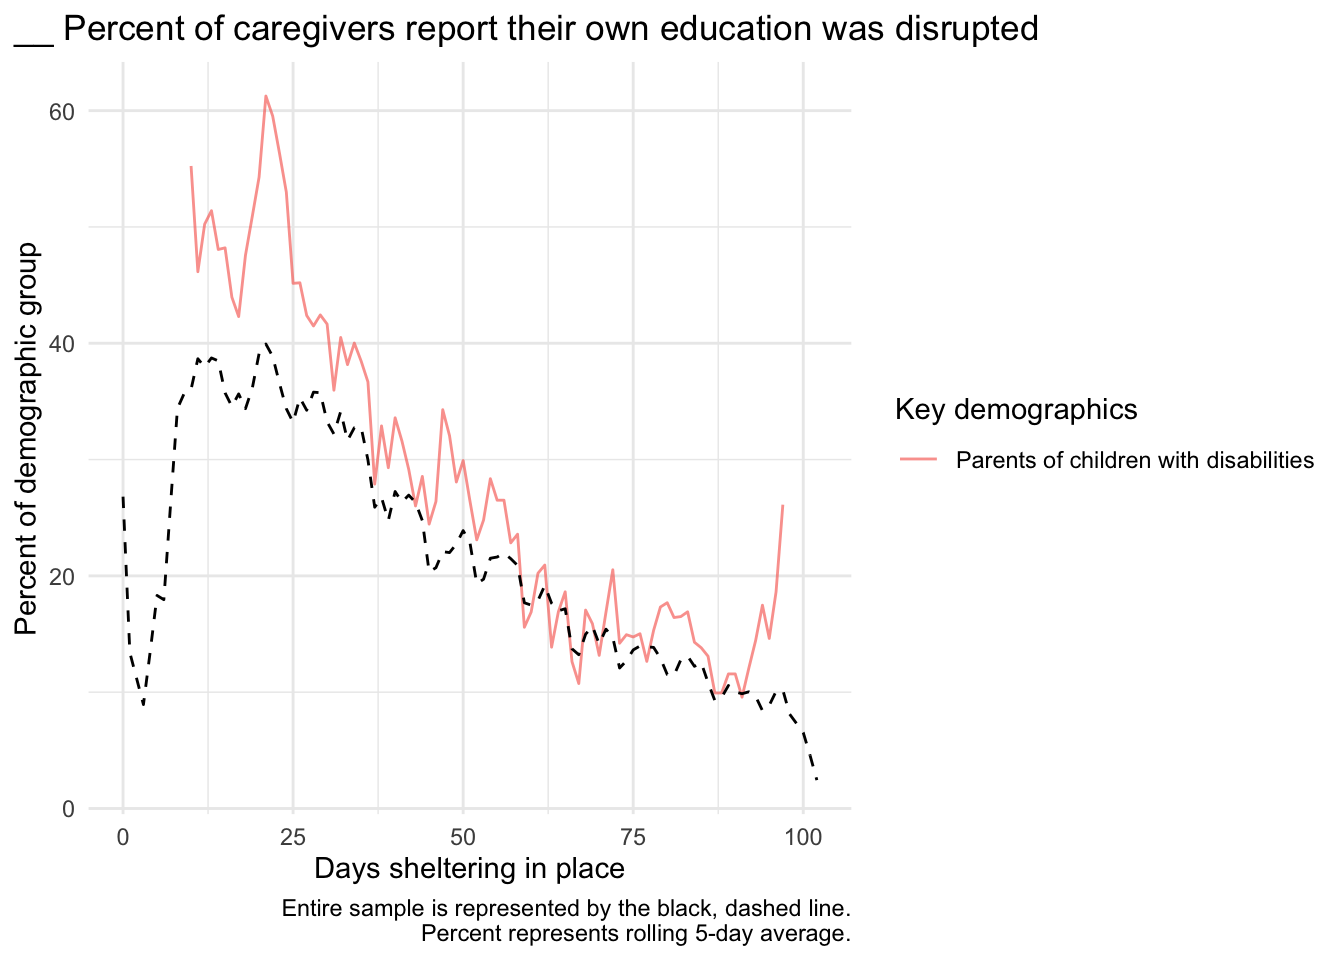 __ Percent of caregivers report their own education was disrupted
Percent of demographic group
60
40
20
0
0 25 50 75 100
Days sheltering in place
Key demographics
Parents of children with disabilities
Entire sample is represented by the black, dashed line.
Percent represents rolling 5-day average.